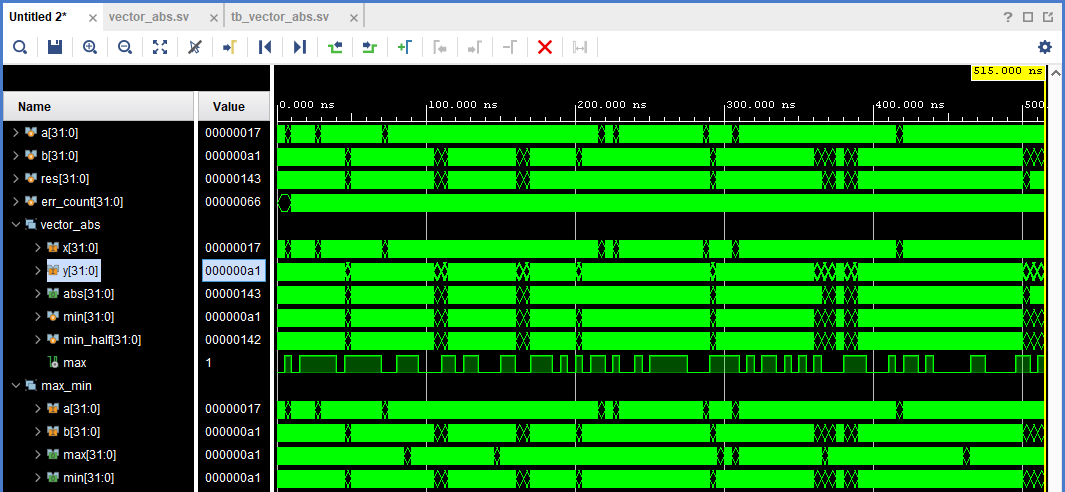 Untitled 2* × vector_abs.sv × tb_vector_abs.sv × ?
515.000 ns
Name Value 0.000 ns 100.000 ns 200.000 ns 300.000 ns 400.000 ns 500.
a[31:0] 00000017
b[31:0] 000000a1
res[31:0] 00000143
err_count[31:0] 00000066
vector_abs
x[31:0] 00000017
y[31:0] 000000a1
abs[31:0] 00000143
min[31:0] 000000a1
min_half[31:0] 00000142
max 1
max_min
a[31:0] 00000017
b[31:0] 000000a1
max[31:0] 000000a1
min[31:0] 000000a1